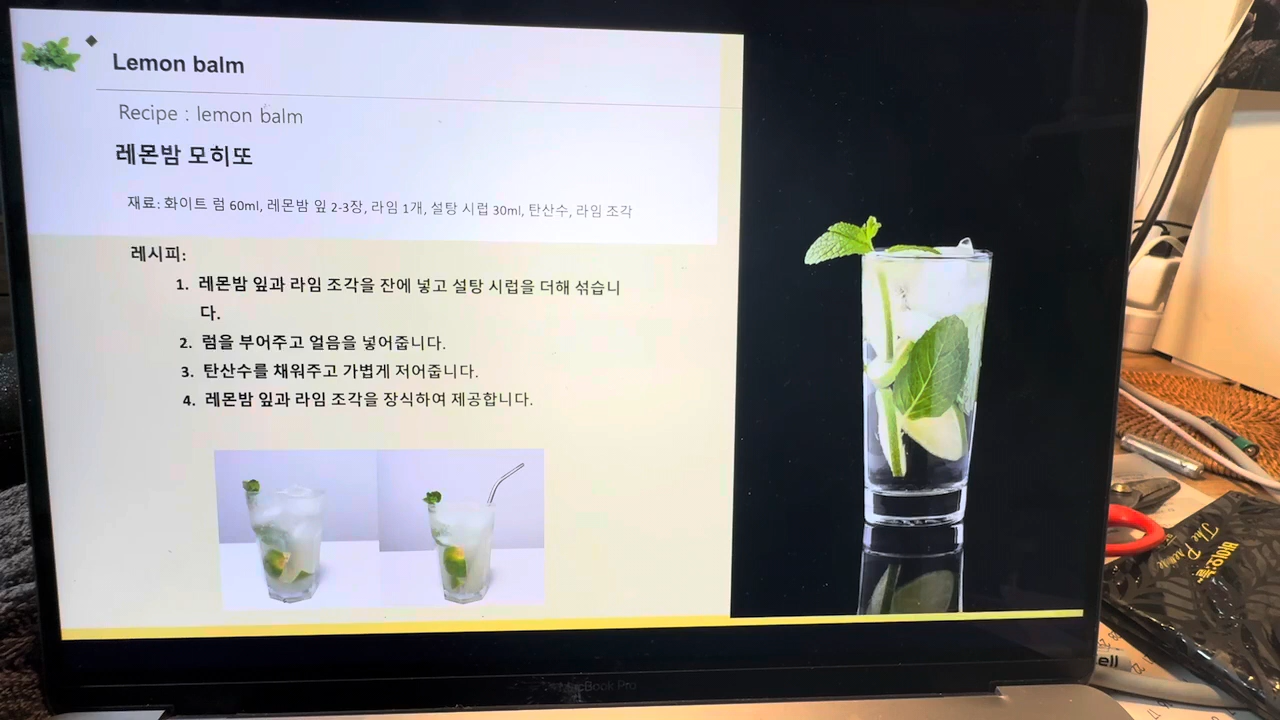 Lemon balm
Recipe : lemon balm
레몬밤 모히또
재료: 화이트 럼 60ml, 레몬밤 잎 2-3장, 라임 1개, 설탕 시럽 30ml, 탄산수, 라임 조각
레시피:
1. 레몬밤 잎과 라임 조각을 잔에 넣고 설탕 시럽을 더해 섞습니
다.
2. 럼을 부어주고 얼음을 넣어줍니다.
3. 탄산수를 채워주고 가볍게 저어줍니다.
4. 레몬밤 잎과 라임 조각을 장식하여 제공합니다.
MacBook Pro
ell